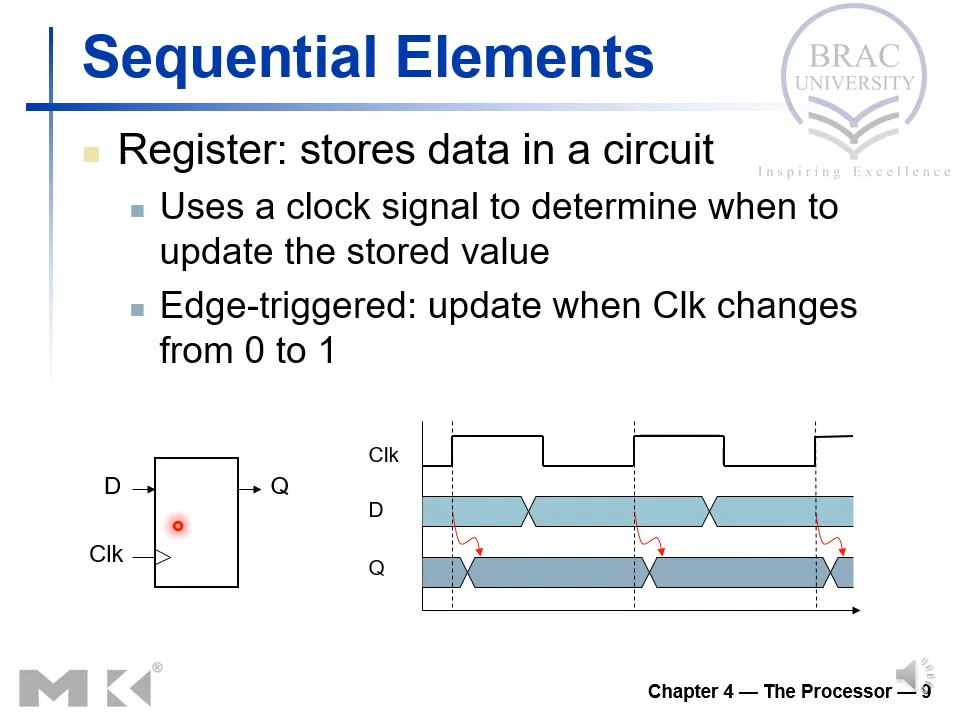 Sequential Elements
BRAC
UNIVERSITY
Inspiring Excellence
Register: stores data in a circuit
Uses a clock signal to determine when to
update the stored value
Edge-triggered: update when Clk changes
from 0 to 1
D
Q
Clk
Clk
D
Q
MK®
Chapter 4 — The Processor — 9